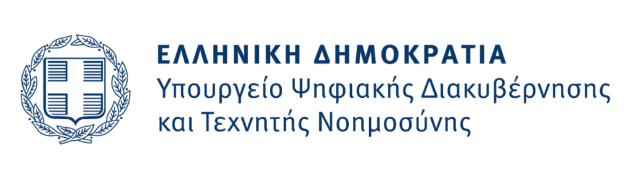 ΕΛΛΗΝΙΚΗ ΔΗΜΟΚΡΑΤΙΑ
Υπουργείο Ψηφιακής Διακυβέρνησης
και Τεχνητής Νοημοσύνης